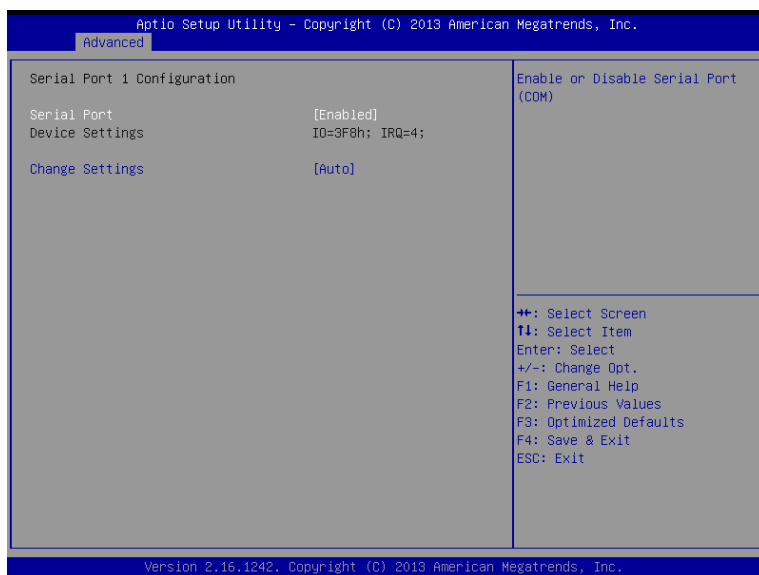 Aptio Setup Utility – Copyright (C) 2013 American Megatrends, Inc.
Advanced
Serial Port 1 Configuration
Serial Port [Enabled]
Device Settings IO=3F8h; IRQ=4;
Change Settings [Auto]
Enable or Disable Serial Port
(COM)
→←: Select Screen
↑↓: Select Item
Enter: Select
+/-: Change Opt.
F1: General Help
F2: Previous Values
F3: Optimized Defaults
F4: Save & Exit
ESC: Exit
Version 2.16.1242. Copyright (C) 2013 American Megatrends, Inc.